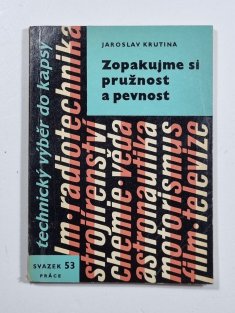 JAROSLAV KRUTINA
Zopakujme si
pružnost
a pevnost
technický výběr do kapsy
lm·radiotechnika
strojírenství
chemie·věda
astronautika
motorismus
film·televize
SVAZEK 53
PRÁCE